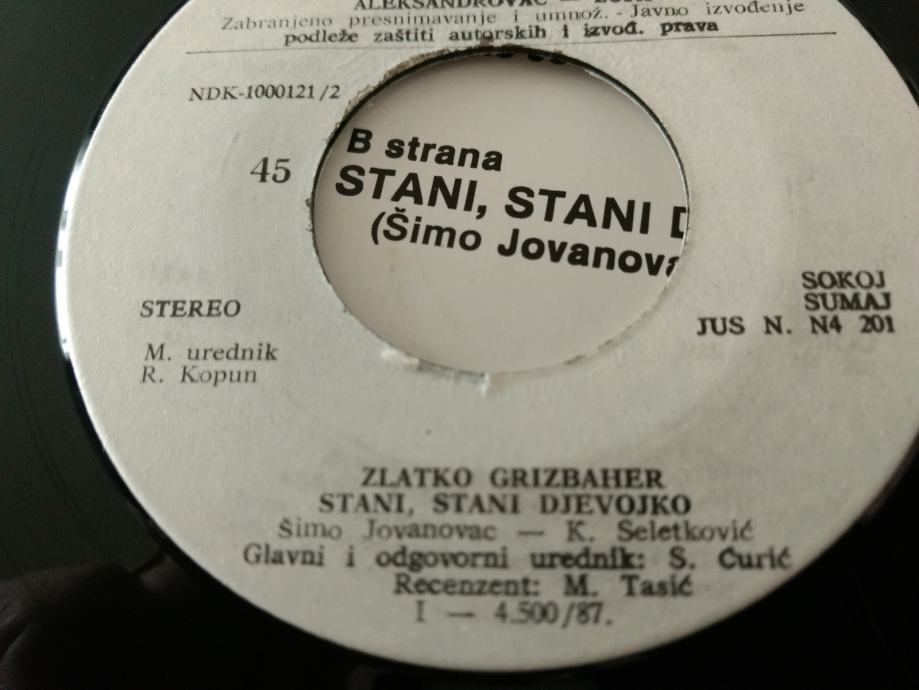 ALEKSANDROVAC
Zabranjeno presnimavanje i umnož. - Javno izvođenje
podleže zaštiti autorskih i izvođ. prava
NDK-1000121/2
45
B strana
STANI, STANI D
(Šimo Jovanova
STEREO
M. urednik
R. Kopun
SOKOJ
SUMAJ
JUS N. N4 201
ZLATKO GRIZBAHER
STANI, STANI DJEVOJKO
Šimo Jovanovac — K. Seletković
Glavni i odgovorni urednik: S. Ćurić
Recenzent: M. Tasić
I — 4.500/87.